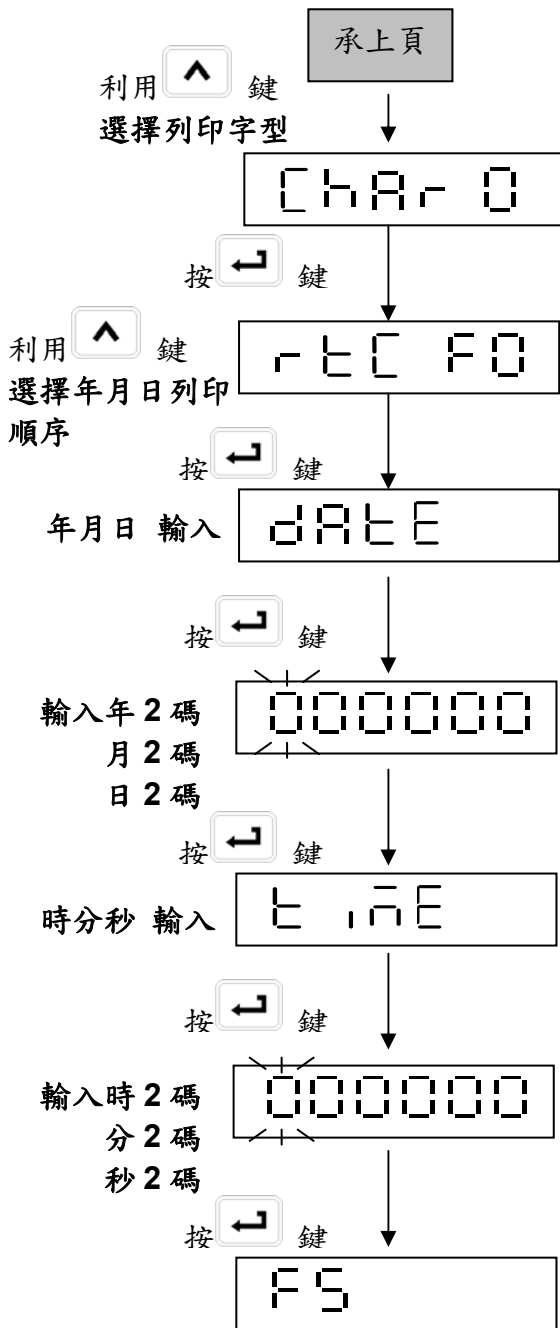 承上頁
利用 鍵
選擇列印字型
ChAr 0
按 鍵
利用 鍵
選擇年月日列印
順序
rtC F0
按 鍵
年月日 輸入
dAtE
按 鍵
輸入年 2 碼
月 2 碼
日 2 碼
000000
按 鍵
時分秒 輸入
t imE
按 鍵
輸入時 2 碼
分 2 碼
秒 2 碼
000000
按 鍵
FS